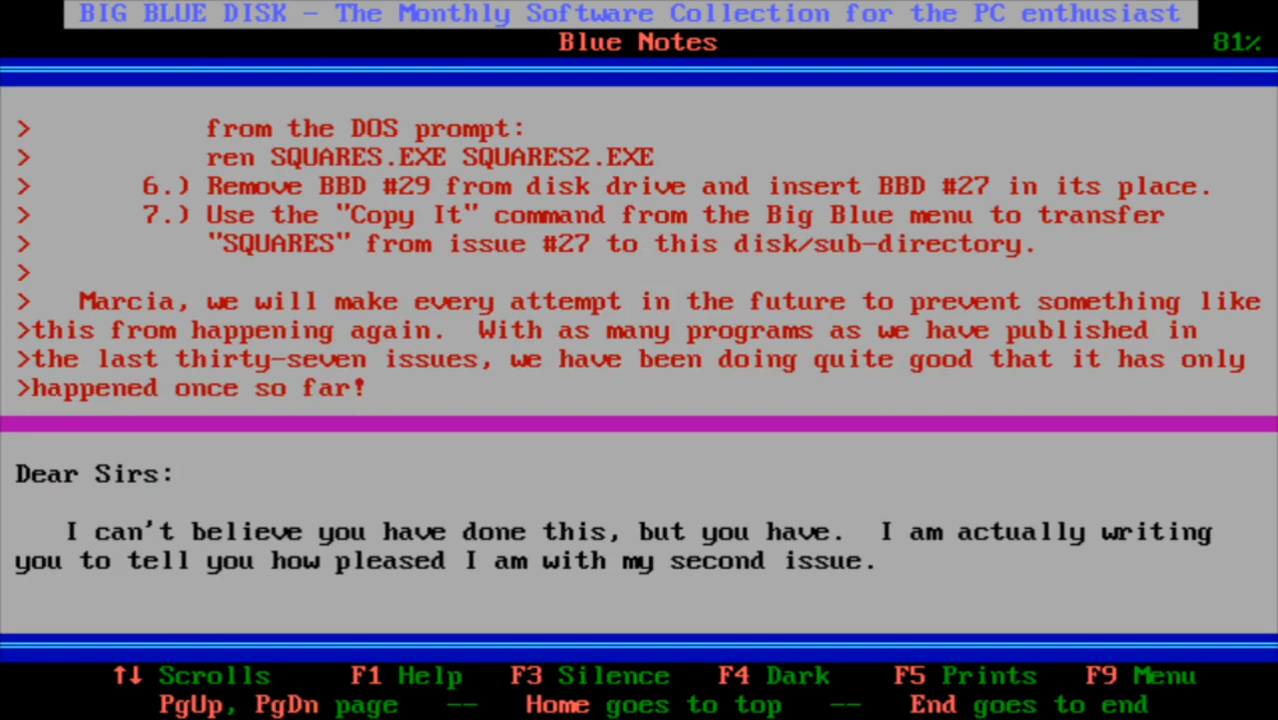 BIG BLUE DISK - The Monthly Software Collection for the PC enthusiast
Blue Notes 81%
> from the DOS prompt:
> ren SQUARES.EXE SQUARES2.EXE
> 6.) Remove BBD #29 from disk drive and insert BBD #27 in its place.
> 7.) Use the "Copy It" command from the Big Blue menu to transfer
> "SQUARES" from issue #27 to this disk/sub-directory.
>
> Marcia, we will make every attempt in the future to prevent something like
>this from happening again. With as many programs as we have published in
>the last thirty-seven issues, we have been doing quite good that it has only
>happened once so far!
Dear Sirs:
I can't believe you have done this, but you have. I am actually writing
you to tell you how pleased I am with my second issue.
↑↓ Scrolls F1 Help F3 Silence F4 Dark F5 Prints F9 Menu
PgUp, PgDn page -- Home goes to top -- End goes to end